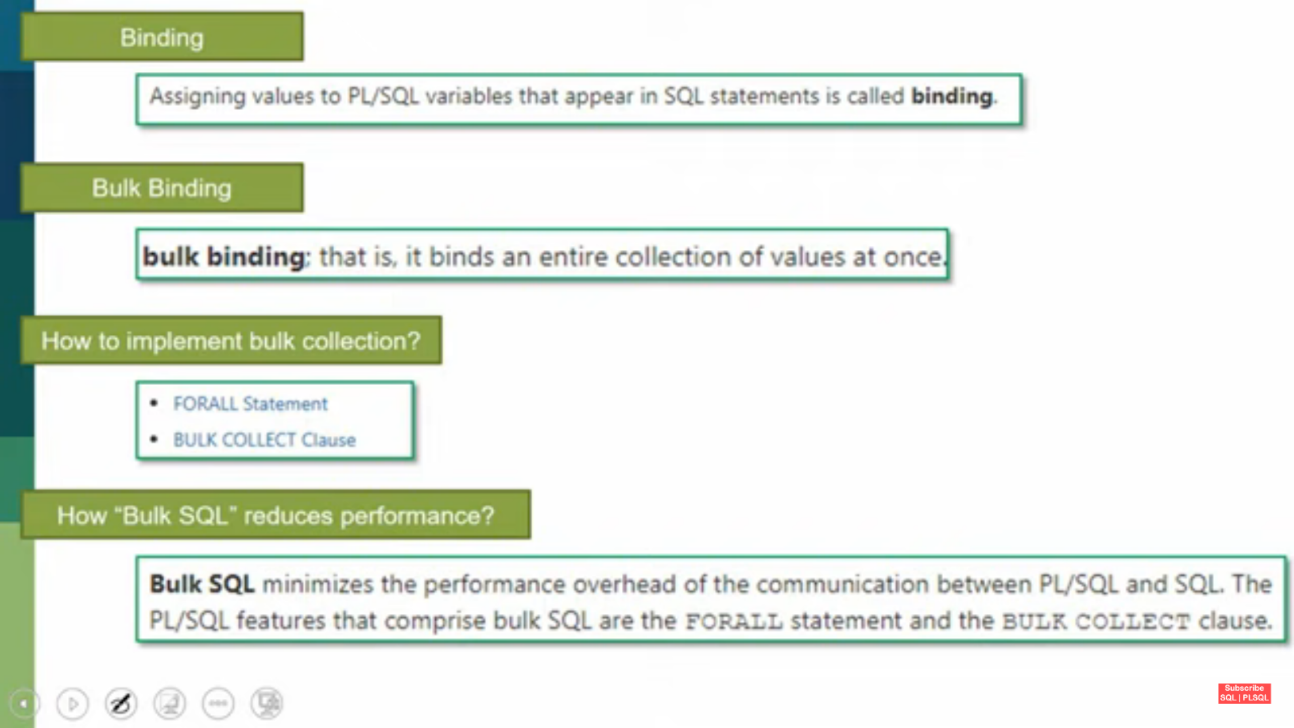 Binding
Assigning values to PL/SQL variables that appear in SQL statements is called binding.
Bulk Binding
bulk binding; that is, it binds an entire collection of values at once.
How to implement bulk collection?
• FORALL Statement
• BULK COLLECT Clause
How “Bulk SQL” reduces performance?
Bulk SQL minimizes the performance overhead of the communication between PL/SQL and SQL. The
PL/SQL features that comprise bulk SQL are the FORALL statement and the BULK COLLECT clause.
Subscribe
SQL | PLSQL